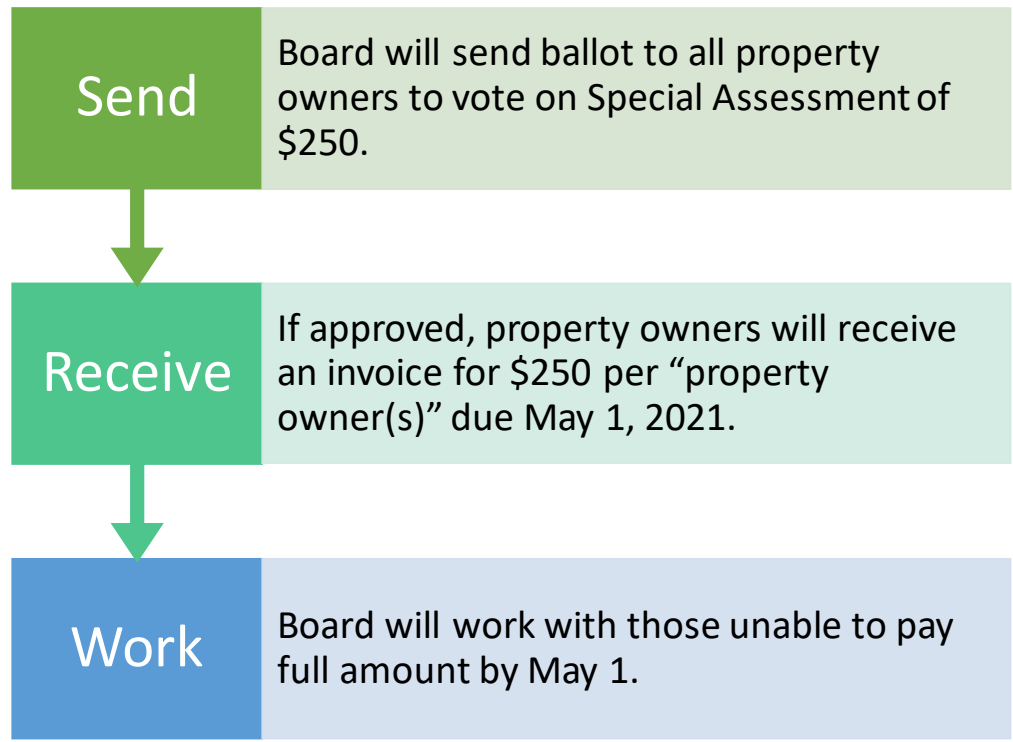 Send
Board will send ballot to all property
owners to vote on Special Assessment of
$250.
Receive
If approved, property owners will receive
an invoice for $250 per “property
owner(s)” due May 1, 2021.
Work
Board will work with those unable to pay
full amount by May 1.